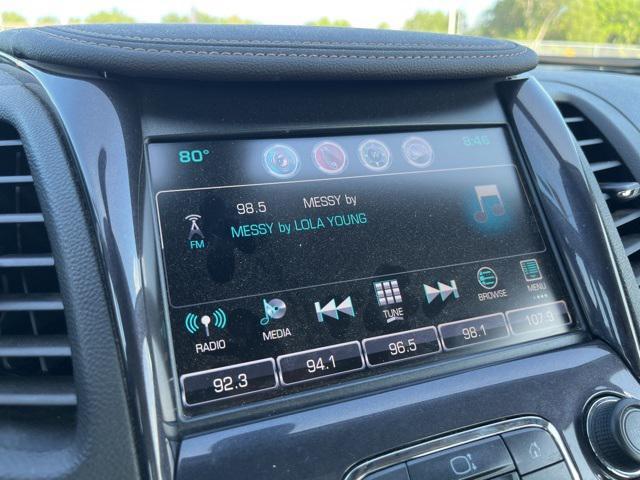 80° 8:46
98.5 MESSY by
FM MESSY by LOLA YOUNG
RADIO MEDIA TUNE BROWSE MENU
92.3 94.1 96.5 98.1 107.9